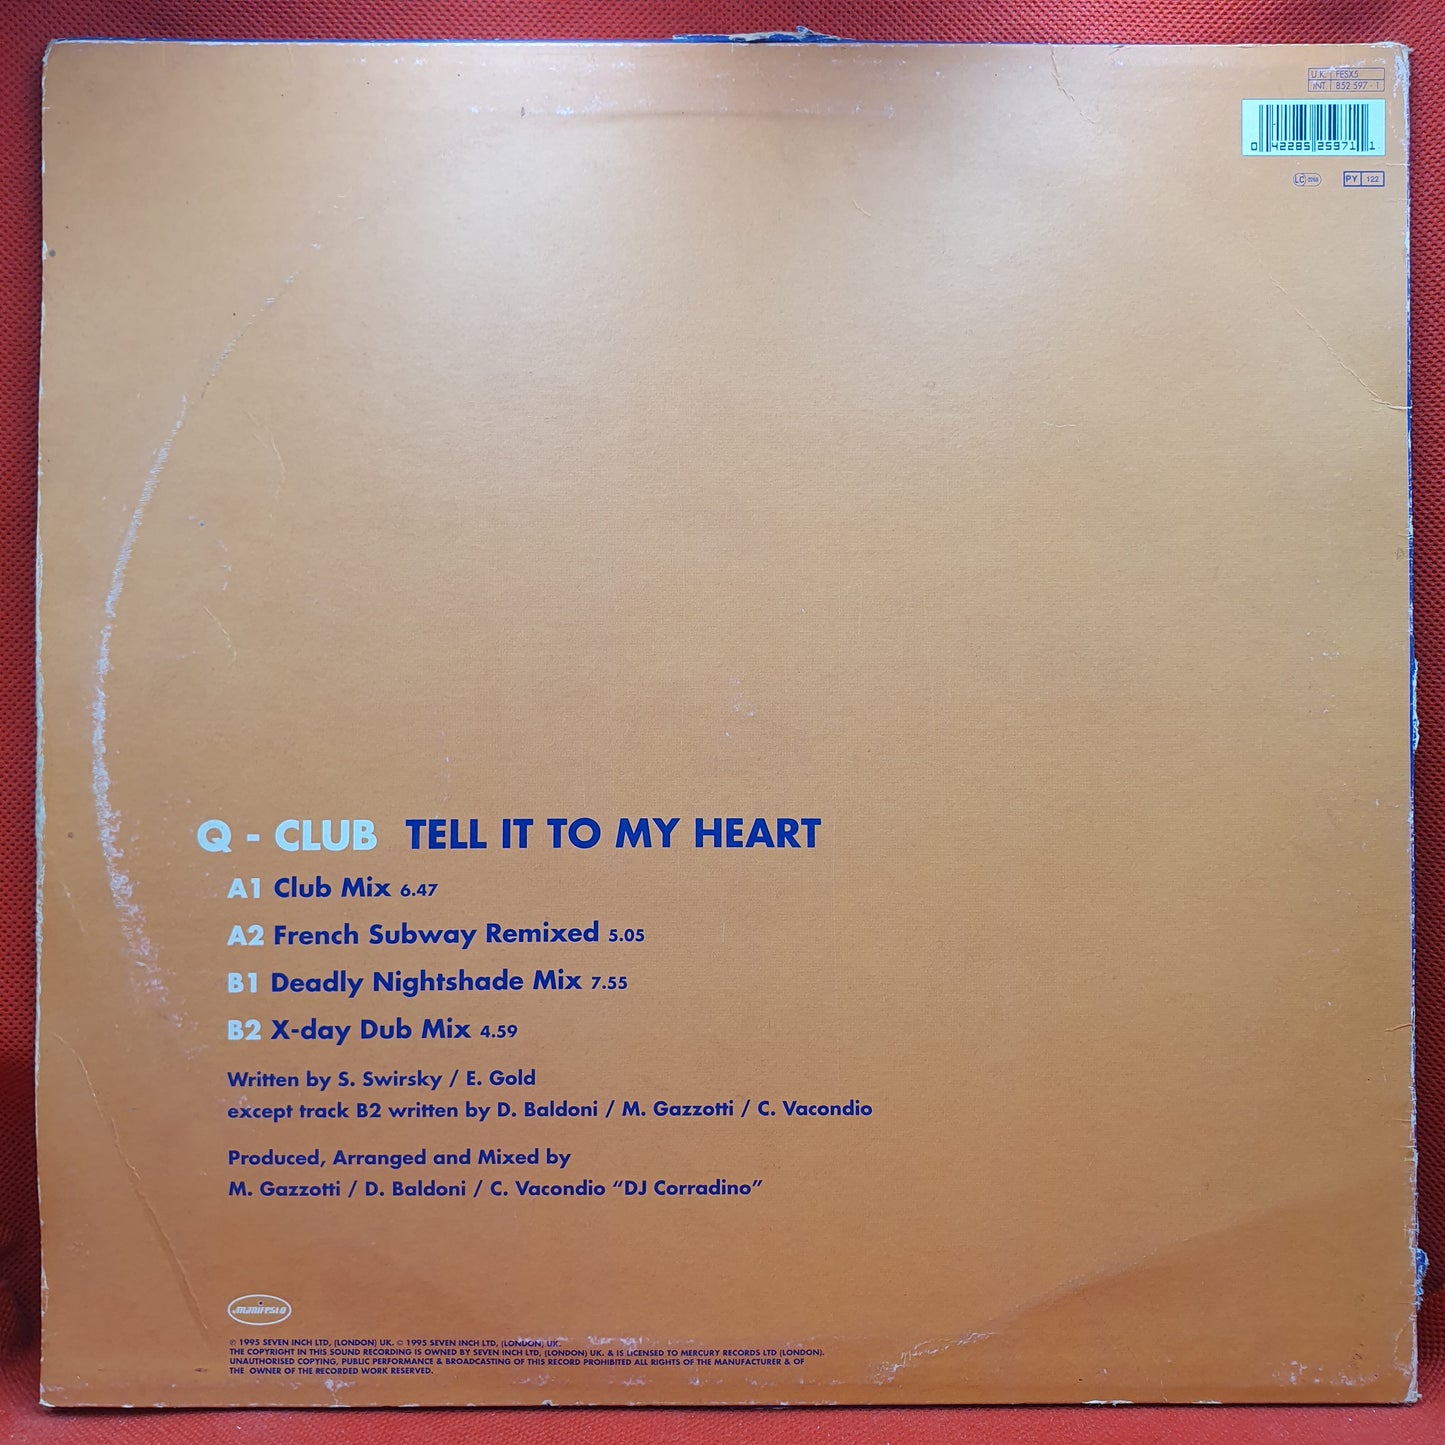 U.K. FESX5
INT. 852 597 - 1
0 42285 25971 1
LC PY 122
Q - CLUB TELL IT TO MY HEART
A1 Club Mix 6.47
A2 French Subway Remixed 5.05
B1 Deadly Nightshade Mix 7.55
B2 X-day Dub Mix 4.59
Written by S. Swirsky / E. Gold
except track B2 written by D. Baldoni / M. Gazzotti / C. Vacondio
Produced, Arranged and Mixed by
M. Gazzotti / D. Baldoni / C. Vacondio “DJ Corradino”
manifesto
℗ 1995 SEVEN INCH LTD, (LONDON) UK. © 1995 SEVEN INCH LTD, (LONDON) UK.
THE COPYRIGHT IN THIS SOUND RECORDING IS OWNED BY SEVEN INCH LTD, (LONDON) UK. & IS LICENSED TO MERCURY RECORDS LTD (LONDON).
UNAUTHORISED COPYING, PUBLIC PERFORMANCE & BROADCASTING OF THIS RECORD PROHIBITED ALL RIGHTS OF THE MANUFACTURER & OF
THE OWNER OF THE RECORDED WORK RESERVED.